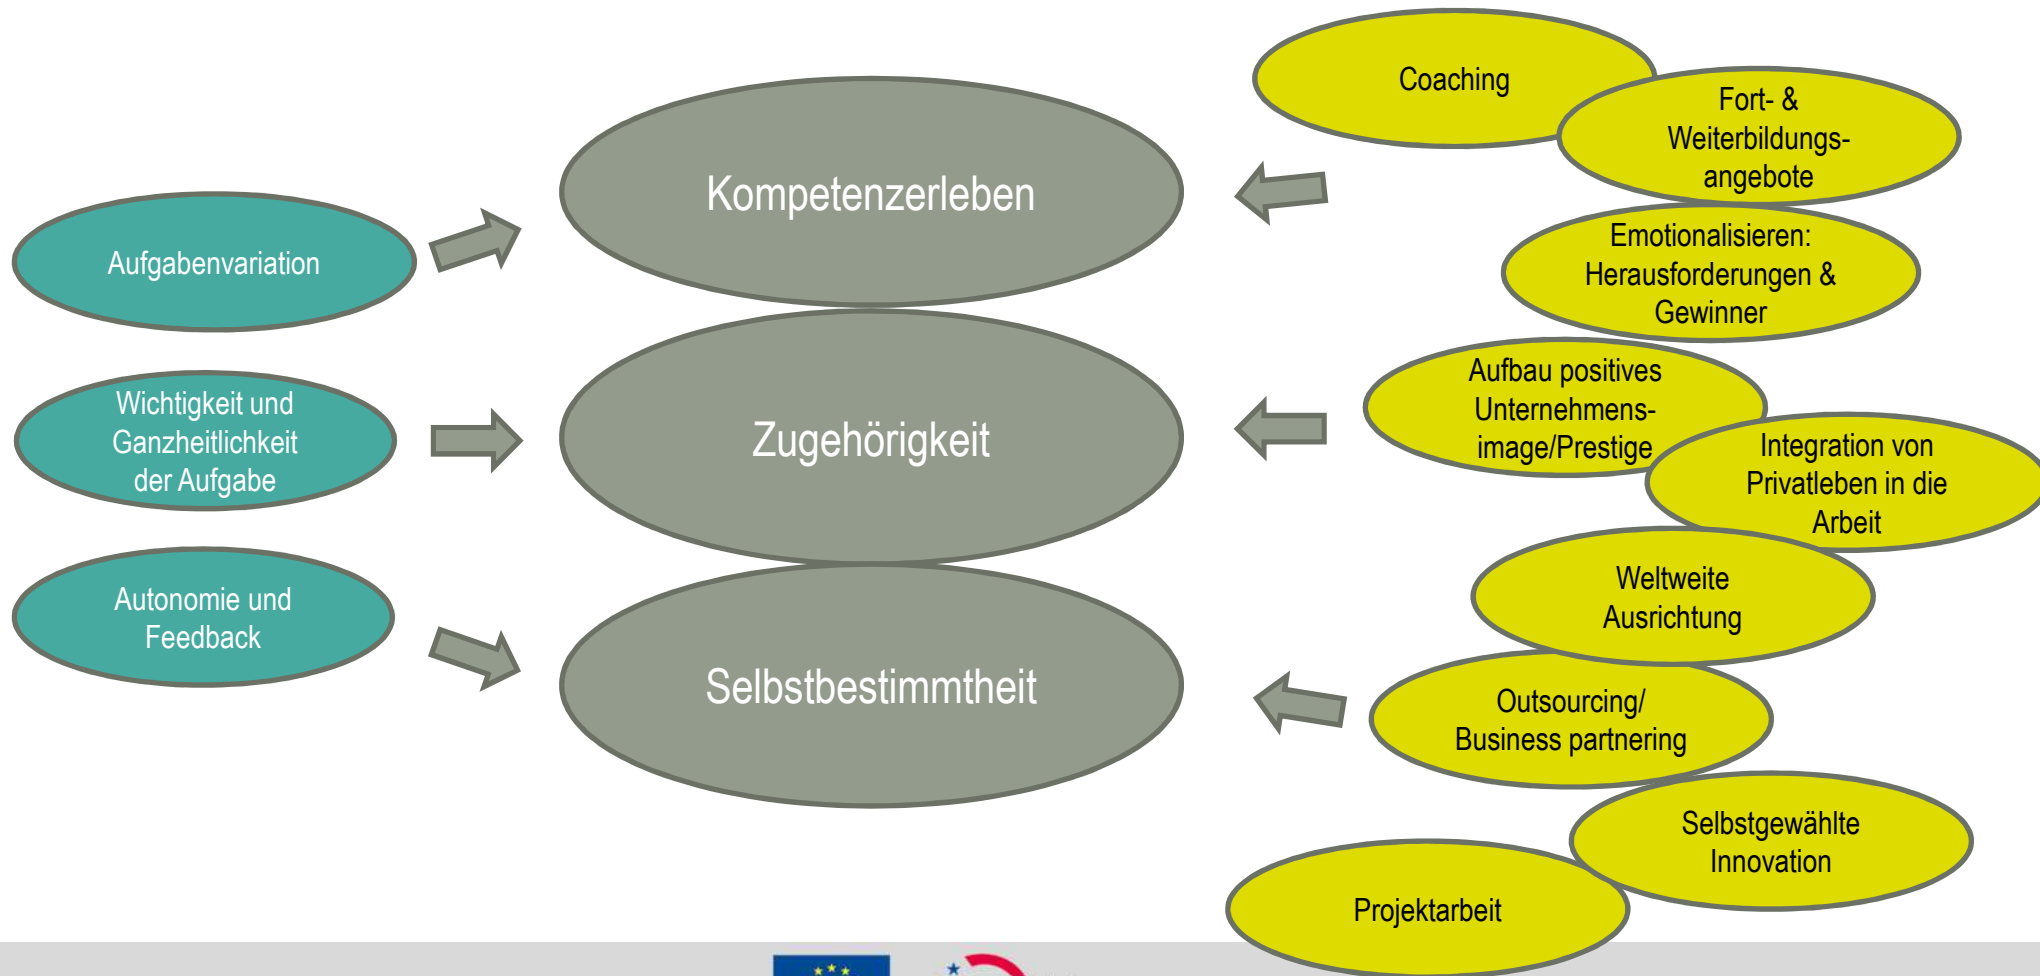 Aufgabenvariation
Wichtigkeit und
Ganzheitlichkeit
der Aufgabe
Autonomie und
Feedback
Kompetenzerleben
Zugehörigkeit
Selbstbestimmtheit
Coaching
Fort- &
Weiterbildungs-
angebote
Emotionalisieren:
Herausforderungen &
Gewinner
Aufbau positives
Unternehmens-
image/Prestige
Integration von
Privatleben in die
Arbeit
Weltweite
Ausrichtung
Outsourcing/
Business partnering
Selbstgewählte
Innovation
Projektarbeit